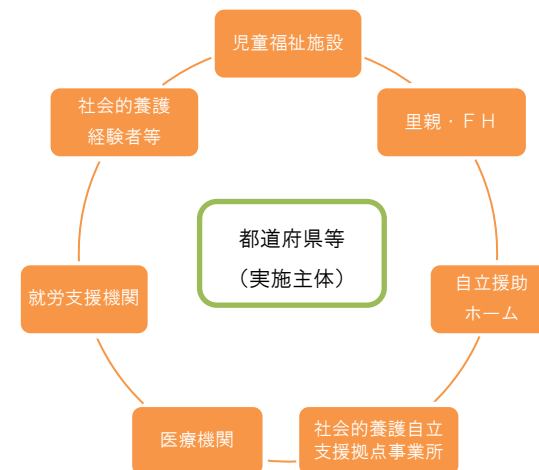 児童福祉施設
社会的養護
経験者等
里親・ＦＨ
都道府県等
（実施主体）
就労支援機関
自立援助
ホーム
医療機関
社会的養護自立
支援拠点事業所